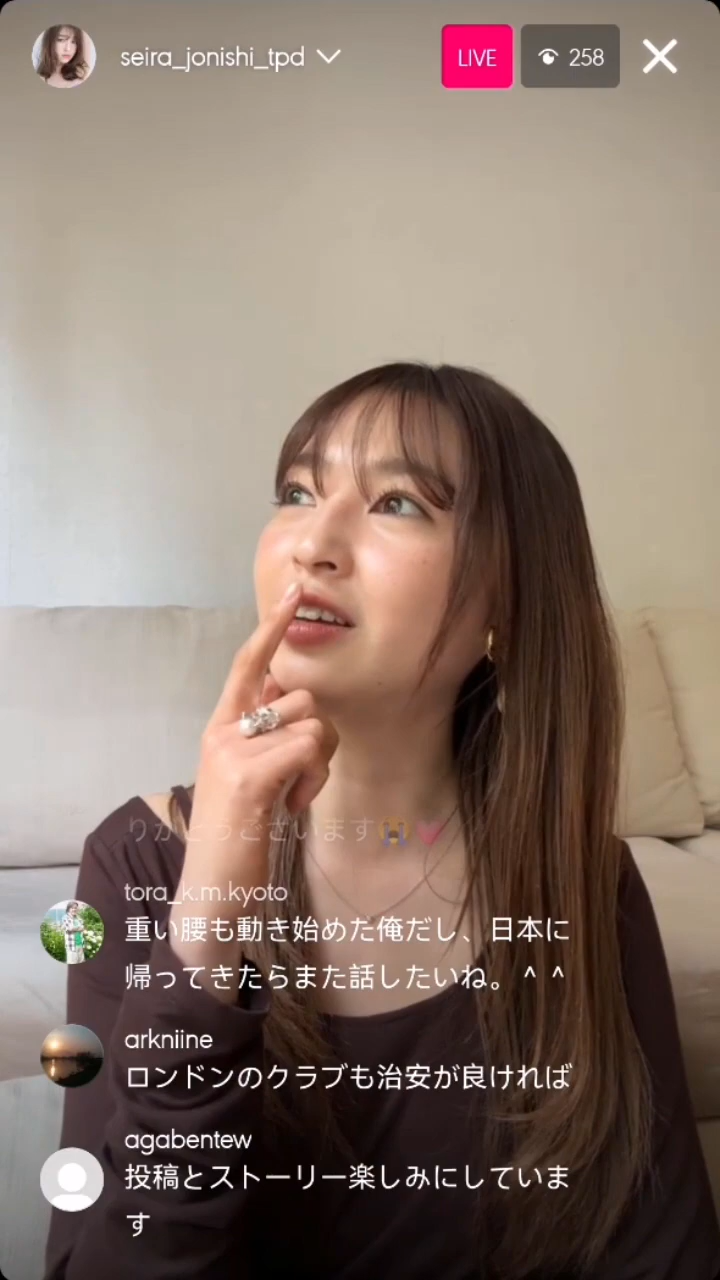 seira_jonishi_tpd
LIVE
258
りがとうございます😭💗
tora_k.m.kyoto
重い腰も動き始めた俺だし、日本に
帰ってきたらまた話したいね。＾＾
arkniine
ロンドンのクラブも治安が良ければ
agabentew
投稿とストーリー楽しみにしていま
す